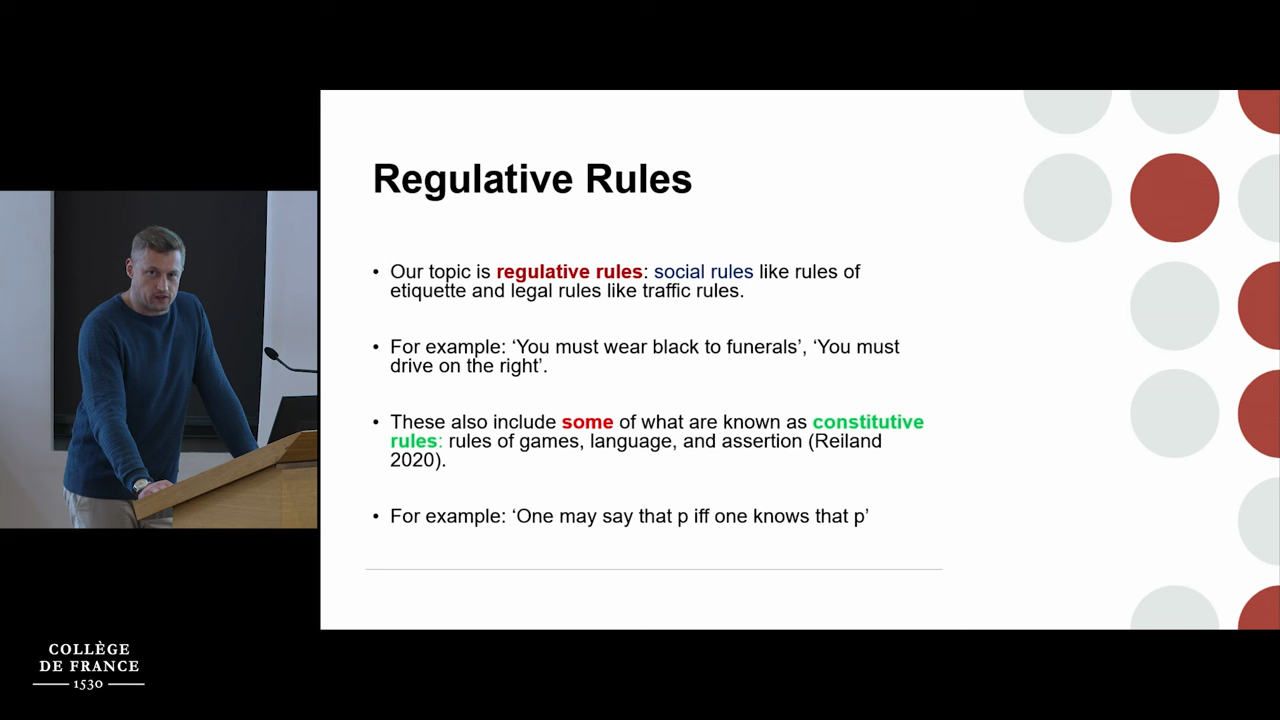 Regulative Rules
• Our topic is regulative rules: social rules like rules of
etiquette and legal rules like traffic rules.
• For example: ‘You must wear black to funerals’, ‘You must
drive on the right’.
• These also include some of what are known as constitutive
rules: rules of games, language, and assertion (Reiland
2020).
• For example: ‘One may say that p iff one knows that p’
COLLÈGE
DE FRANCE
1530